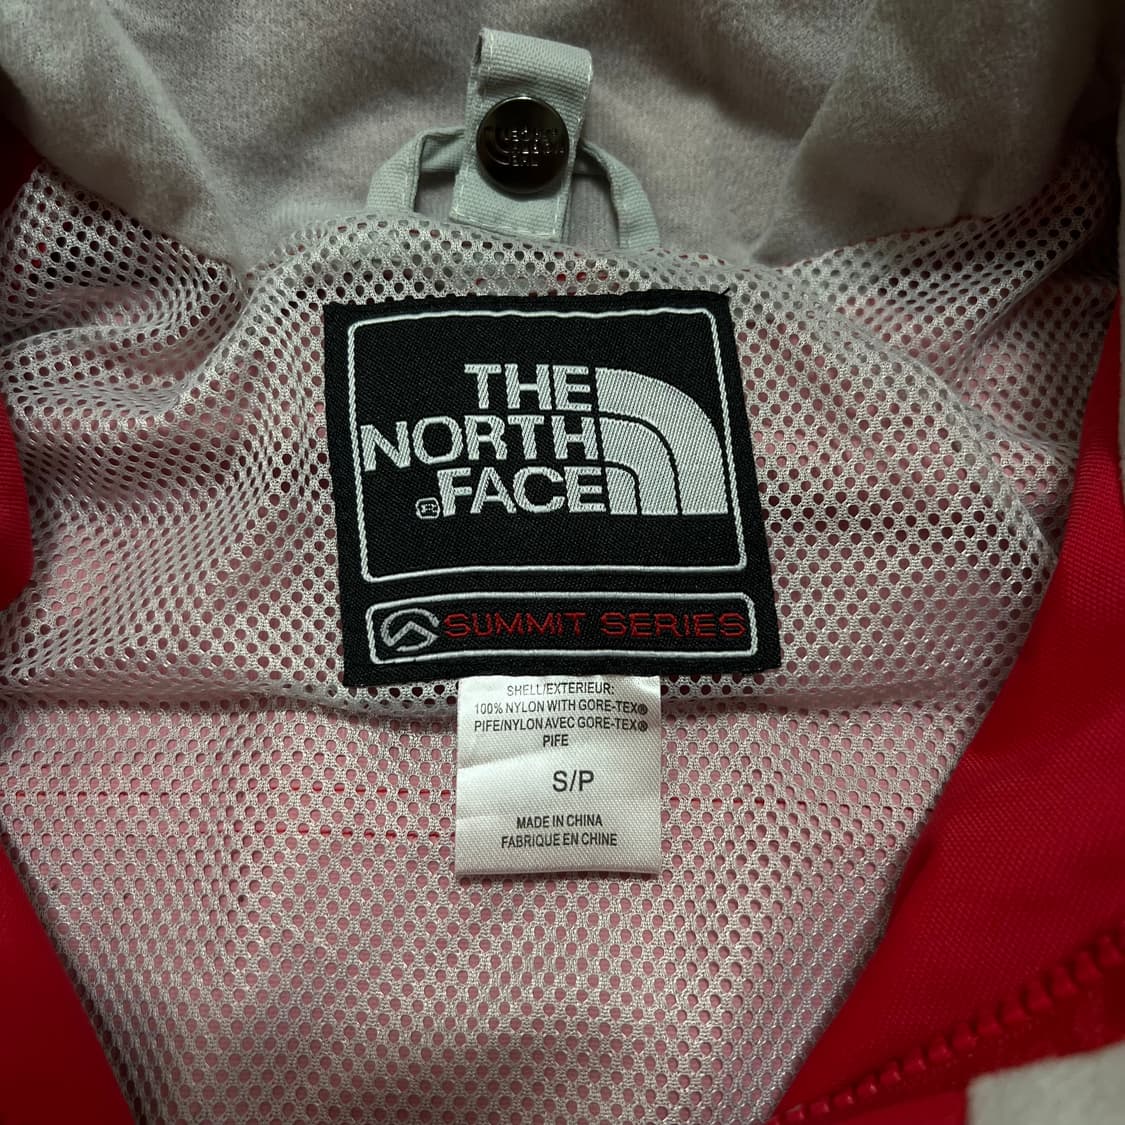 THE
NORTH
FACE
®
SUMMIT SERIES
SHELL/EXTERIEUR:
100% NYLON WITH GORE-TEX®
PIFE/NYLON AVEC GORE-TEX®
PIFE
S/P
MADE IN CHINA
FABRIQUE EN CHINE